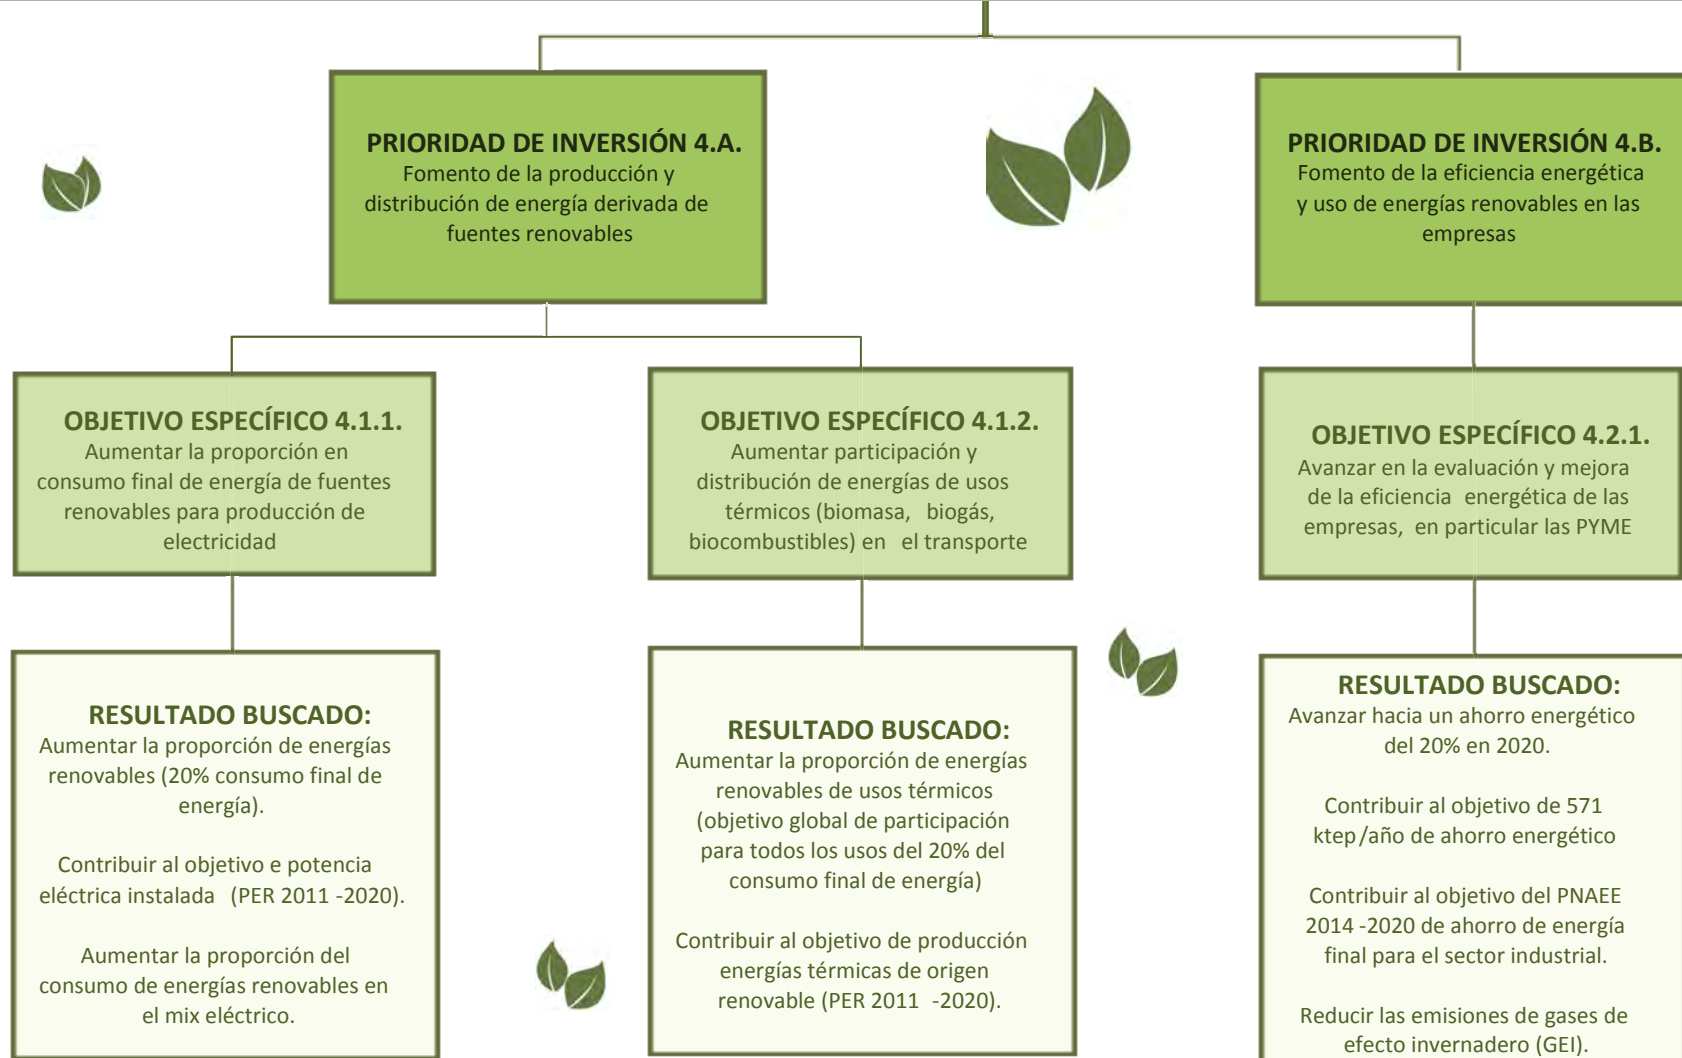 PRIORIDAD DE INVERSIÓN 4.A.
Fomento de la producción y
distribución de energía derivada de
fuentes renovables
PRIORIDAD DE INVERSIÓN 4.B.
Fomento de la eficiencia energética
y uso de energías renovables en las
empresas
OBJETIVO ESPECÍFICO 4.1.1.
Aumentar la proporción en
consumo final de energía de fuentes
renovables para producción de
electricidad
OBJETIVO ESPECÍFICO 4.1.2.
Aumentar participación y
distribución de energías de usos
térmicos (biomasa, biogás,
biocombustibles) en el transporte
OBJETIVO ESPECÍFICO 4.2.1.
Avanzar en la evaluación y mejora
de la eficiencia energética de las
empresas, en particular las PYME
RESULTADO BUSCADO:
Aumentar la proporción de energías
renovables (20% consumo final de
energía).
Contribuir al objetivo e potencia
eléctrica instalada (PER 2011 -2020).
Aumentar la proporción del
consumo de energías renovables en
el mix eléctrico.
RESULTADO BUSCADO:
Aumentar la proporción de energías
renovables de usos térmicos
(objetivo global de participación
para todos los usos del 20% del
consumo final de energía)
Contribuir al objetivo de producción
energías térmicas de origen
renovable (PER 2011 -2020).
RESULTADO BUSCADO:
Avanzar hacia un ahorro energético
del 20% en 2020.
Contribuir al objetivo de 571
ktep/año de ahorro energético
Contribuir al objetivo del PNAEE
2014 -2020 de ahorro de energía
final para el sector industrial.
Reducir las emisiones de gases de
efecto invernadero (GEI).